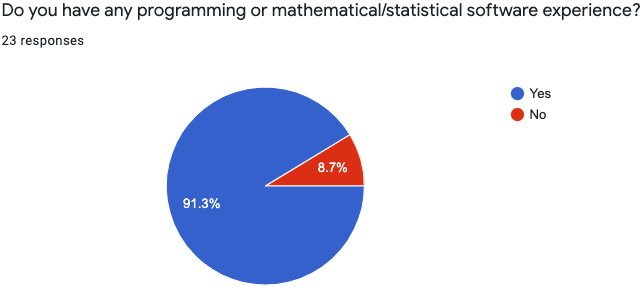 Do you have any programming or mathematical/statistical software experience?
23 responses
Yes
No
8.7%
91.3%